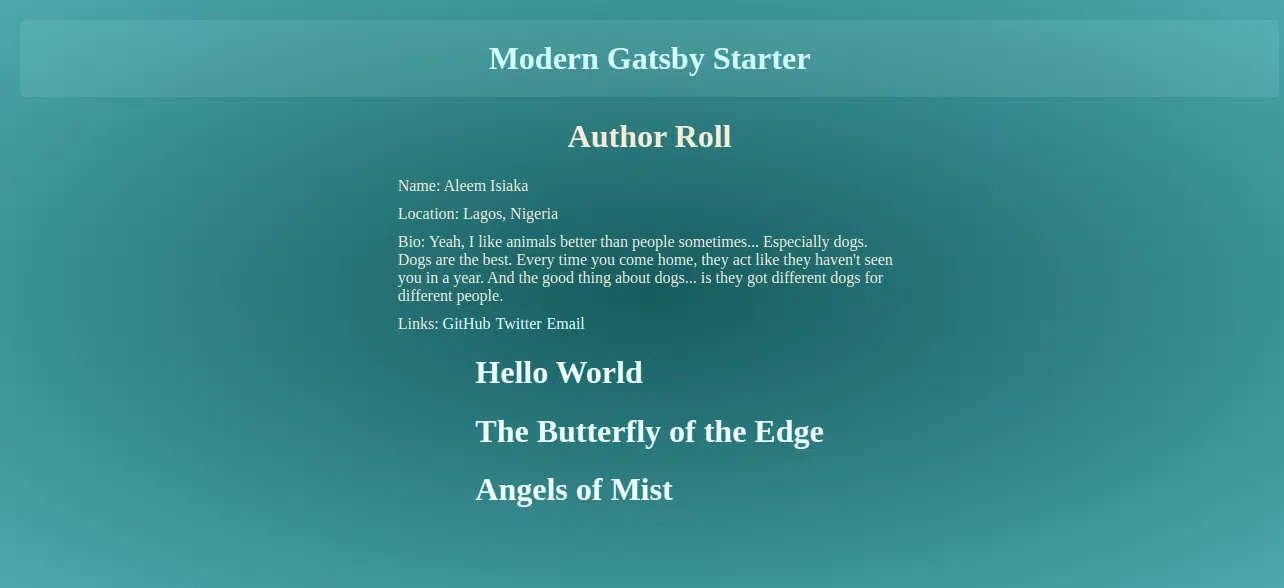 Modern Gatsby Starter
Author Roll
Name: Aleem Isiaka
Location: Lagos, Nigeria
Bio: Yeah, I like animals better than people sometimes... Especially dogs.
Dogs are the best. Every time you come home, they act like they haven't seen
you in a year. And the good thing about dogs... is they got different dogs for
different people.
Links: GitHub Twitter Email
Hello World
The Butterfly of the Edge
Angels of Mist